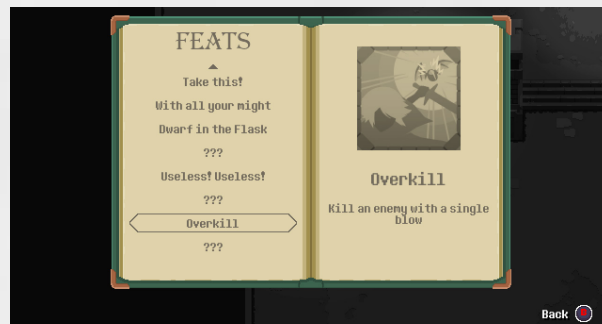 FEATS
Take this!
With all your might
Dwarf in the Flask
???
Useless! Useless!
???
Overkill
???
Overkill
Kill an enemy with a single
blow
Back B